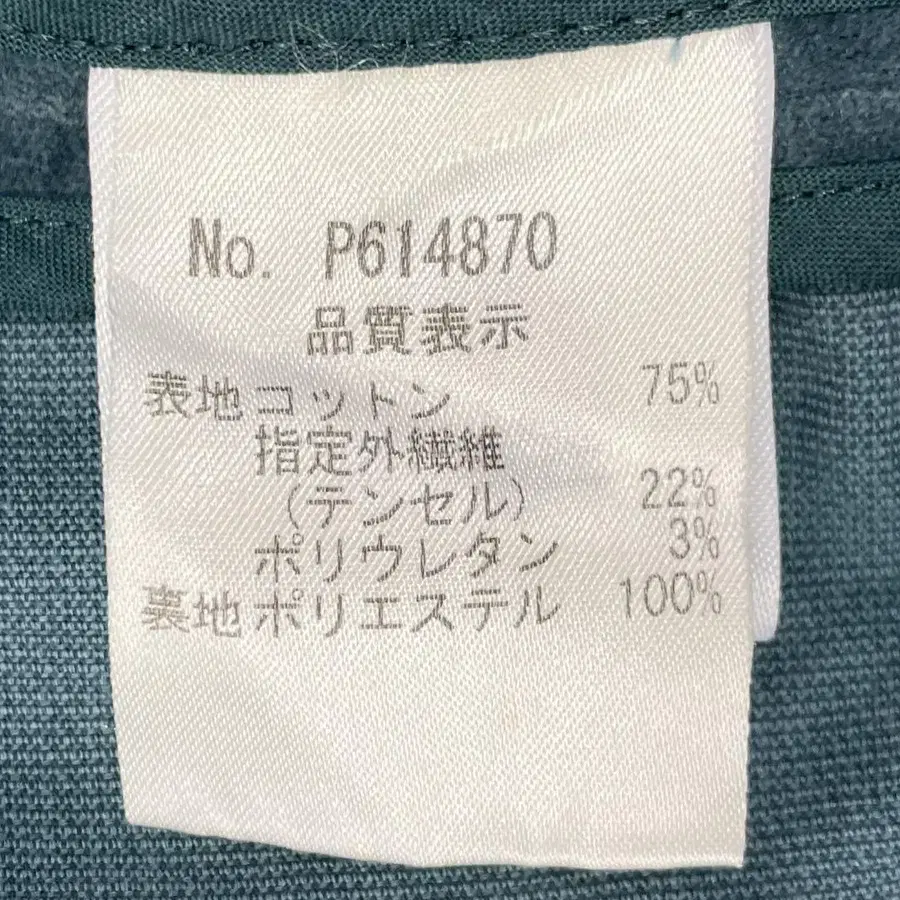 No. P614870
品質表示
表地コットン 75%
指定外繊維
(テンセル) 22%
ポリウレタン 3%
裏地ポリエステル 100%